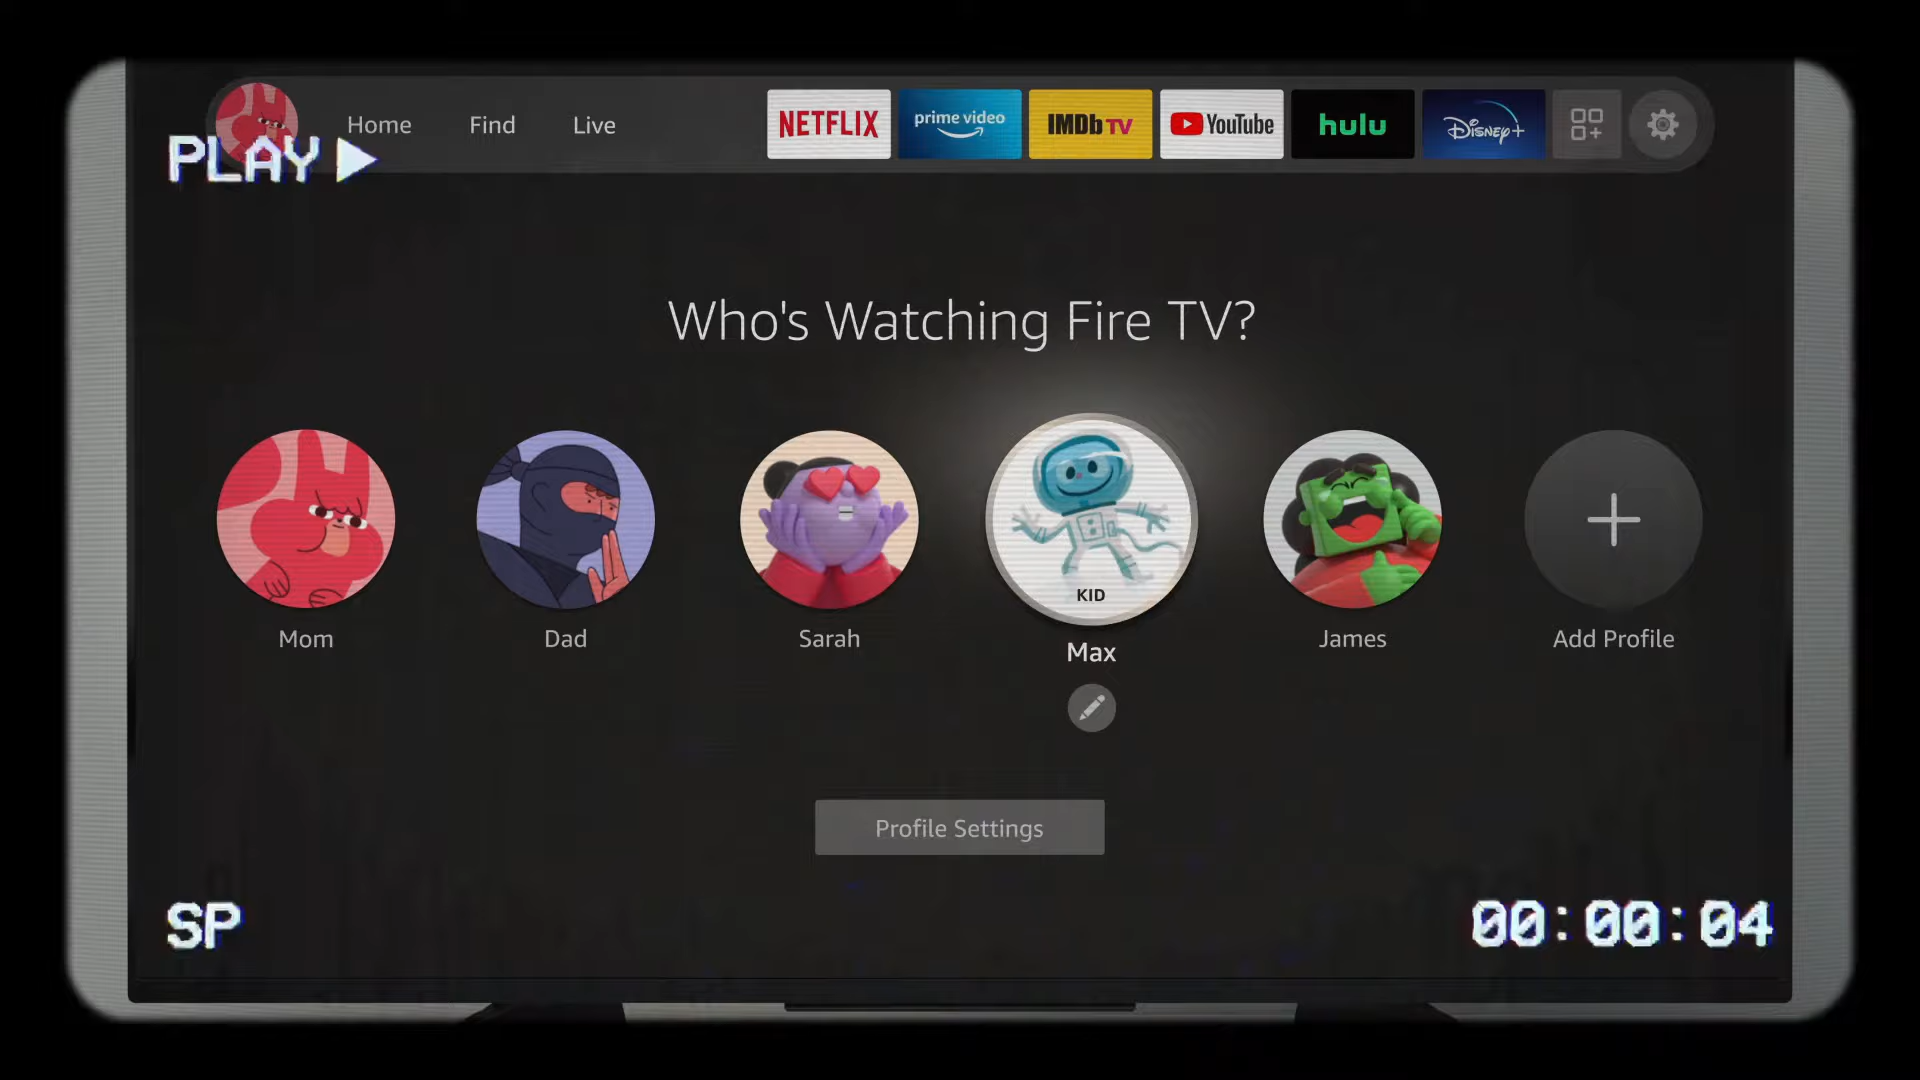 Home Find Live NETFLIX prime video IMDb TV YouTube hulu Disney+
PLAY
Who's Watching Fire TV?
KID
Mom Dad Sarah Max James Add Profile
Profile Settings
SP 00:00:04